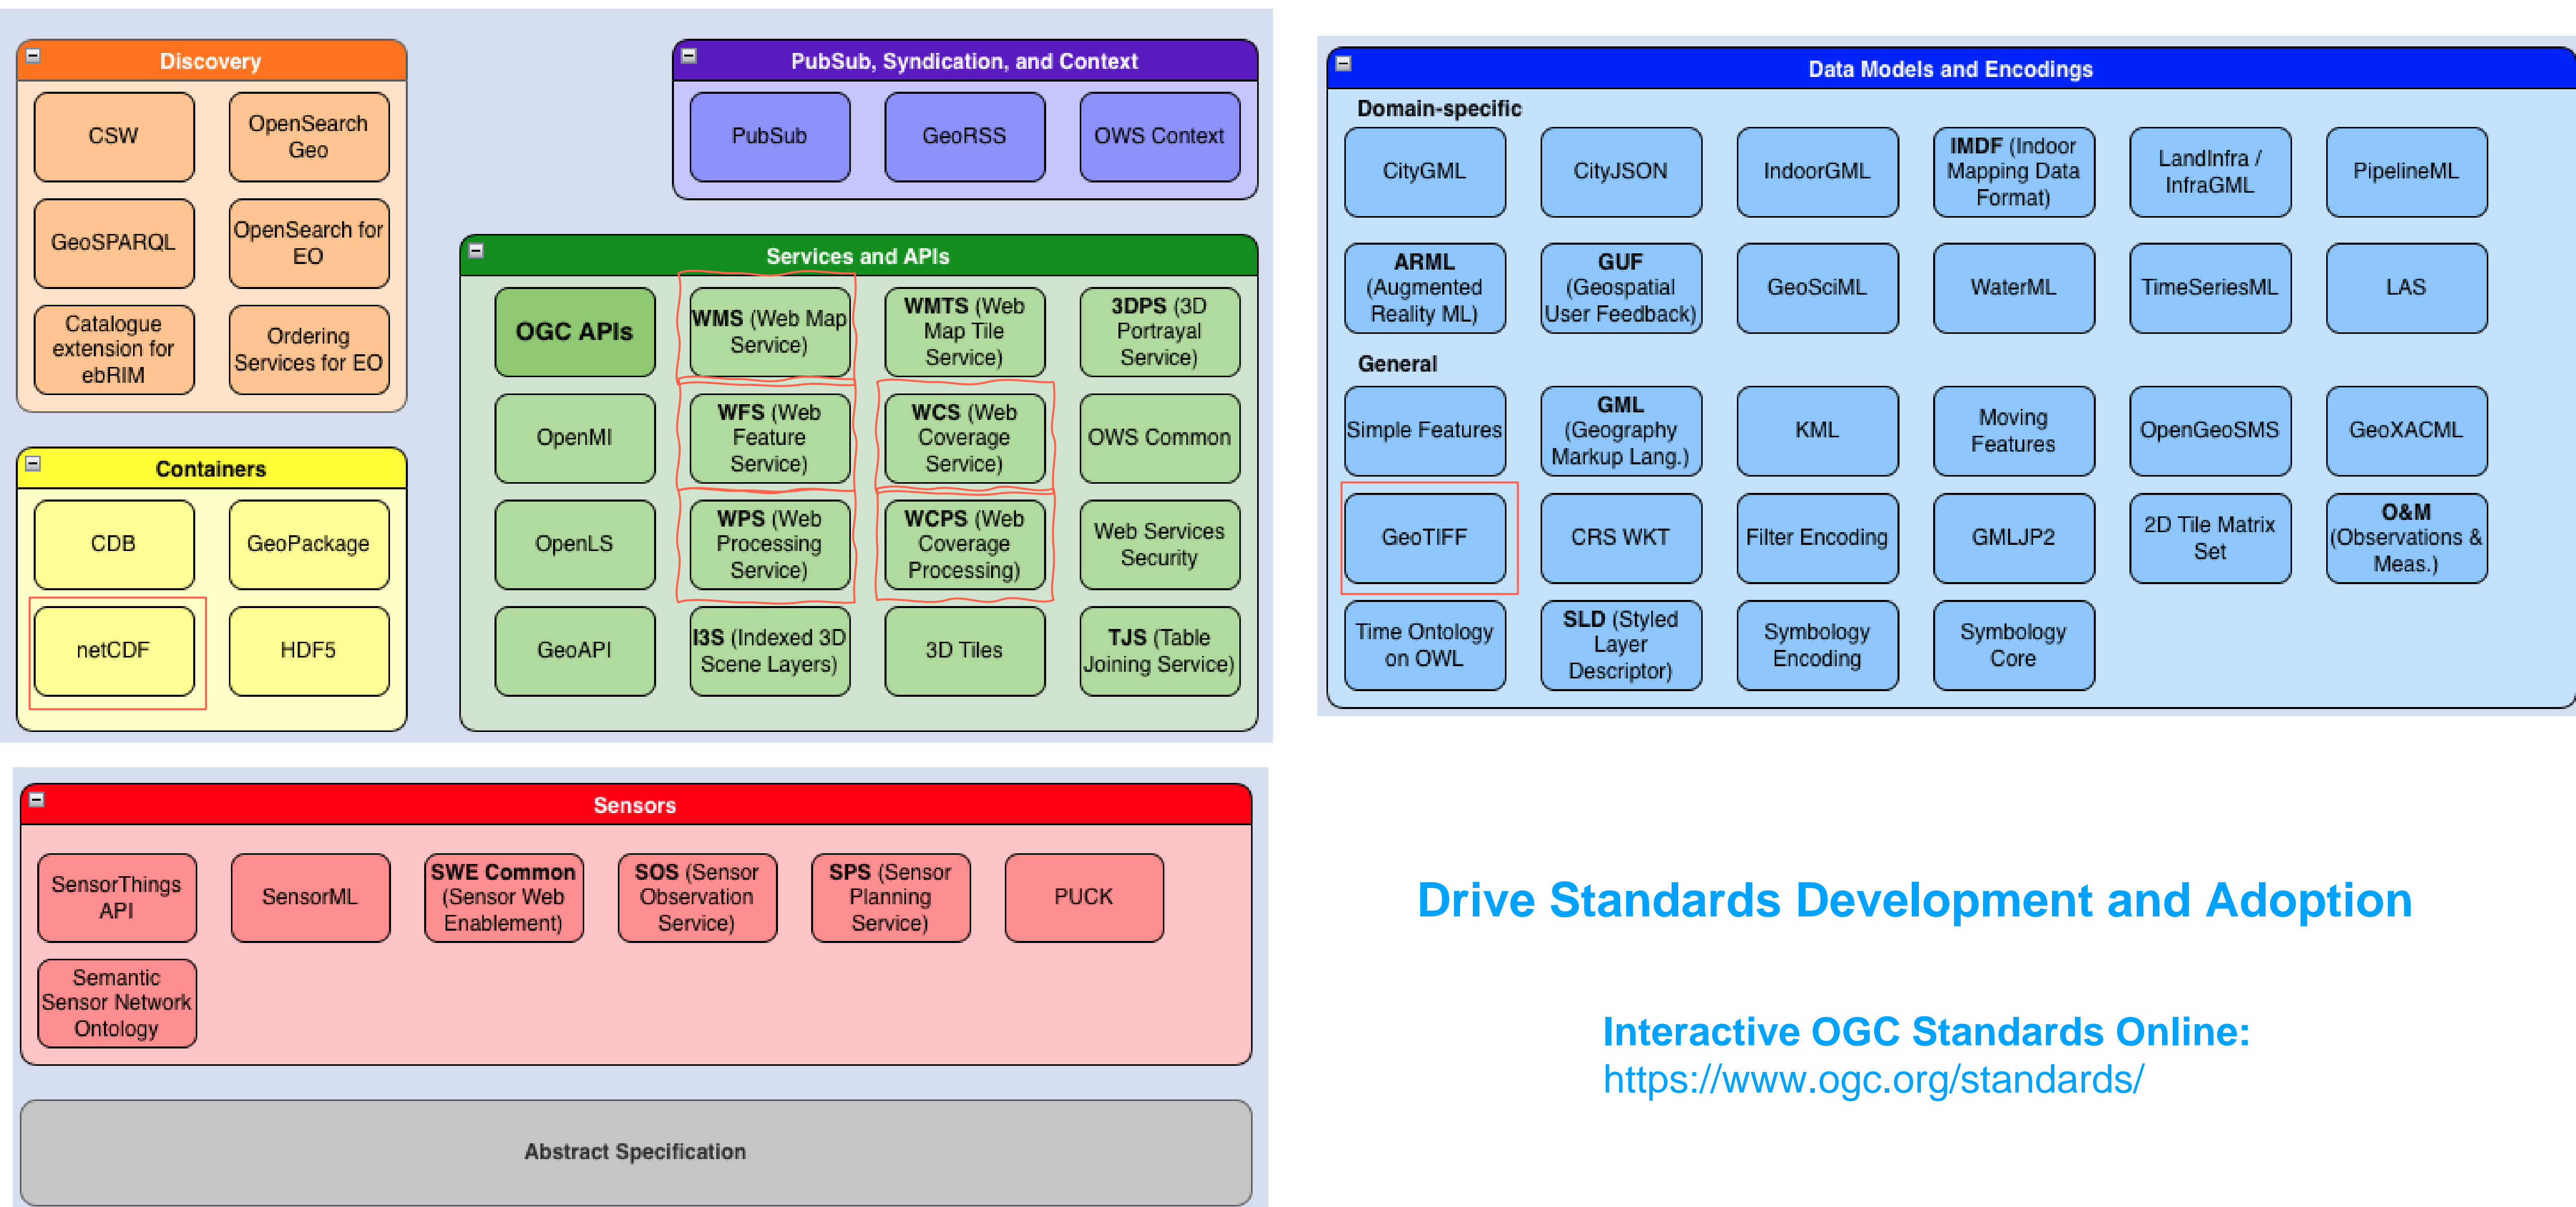 Discovery
CSW
OpenSearch
Geo
GeoSPARQL
OpenSearch for
EO
Catalogue
extension for
ebRIM
Ordering
Services for EO
Containers
CDB
GeoPackage
netCDF
HDF5
PubSub, Syndication, and Context
PubSub
GeoRSS
OWS Context
Services and APIs
OGC APIs
WMS (Web Map
Service)
WMTS (Web
Map Tile
Service)
3DPS (3D
Portrayal
Service)
OpenMI
WFS (Web
Feature
Service)
WCS (Web
Coverage
Service)
OWS Common
OpenLS
WPS (Web
Processing
Service)
WCPS (Web
Coverage
Processing)
Web Services
Security
GeoAPI
I3S (Indexed 3D
Scene Layers)
3D Tiles
TJS (Table
Joining Service)
Data Models and Encodings
Domain-specific
CityGML
CityJSON
IndoorGML
IMDF (Indoor
Mapping Data
Format)
LandInfra /
InfraGML
PipelineML
ARML
(Augmented
Reality ML)
GUF
(Geospatial
User Feedback)
GeoSciML
WaterML
TimeSeriesML
LAS
General
Simple Features
GML
(Geography
Markup Lang.)
KML
Moving
Features
OpenGeoSMS
GeoXACML
GeoTIFF
CRS WKT
Filter Encoding
GMLJP2
2D Tile Matrix
Set
O&M
(Observations &
Meas.)
Time Ontology
on OWL
SLD (Styled
Layer
Descriptor)
Symbology
Encoding
Symbology
Core
Sensors
SensorThings
API
SensorML
SWE Common
(Sensor Web
Enablement)
SOS (Sensor
Observation
Service)
SPS (Sensor
Planning
Service)
PUCK
Semantic
Sensor Network
Ontology
Abstract Specification
Drive Standards Development and Adoption
Interactive OGC Standards Online:
https://www.ogc.org/standards/